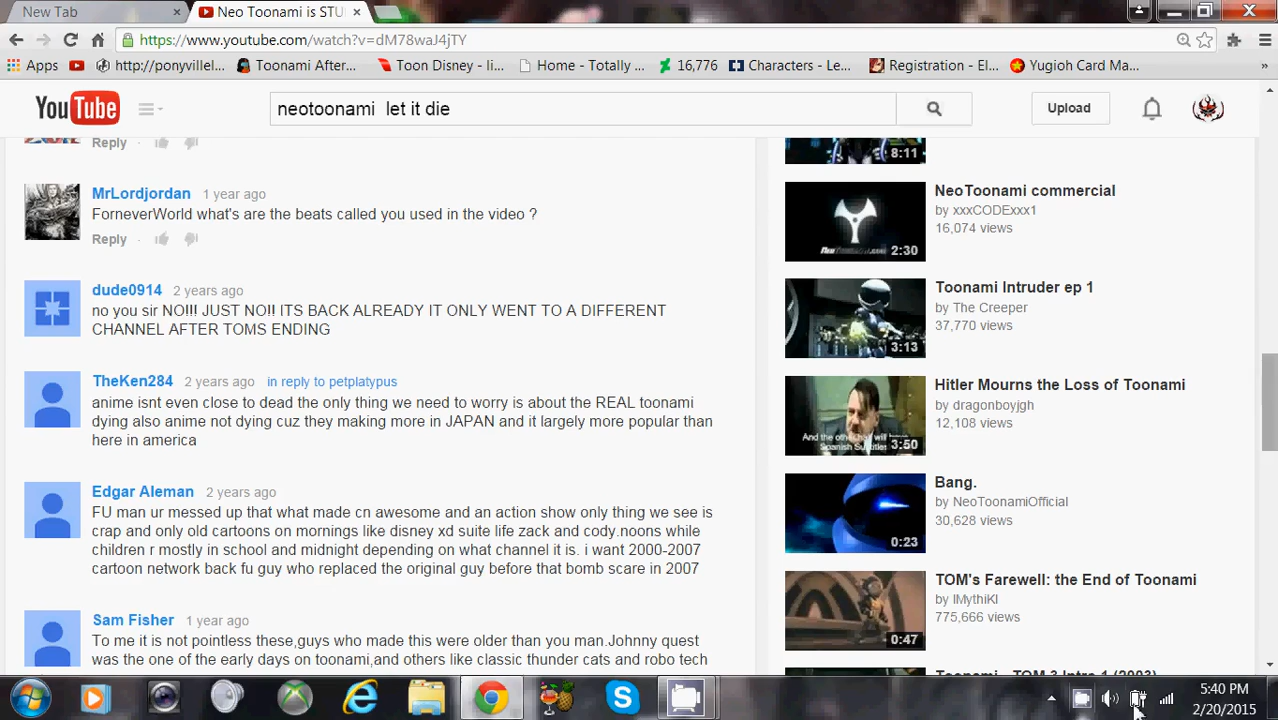 New Tab
Neo Toonami is STU
https://www.youtube.com/watch?v=dM78waJ4jTY
Apps
http://ponyvillel...
Toonami After...
Toon Disney - li...
Home - Totally ...
16,776
Characters - Le...
Registration - El...
Yugioh Card Ma...
»
YouTube
neotoonami let it die
Upload
Reply
MrLordjordan 1 year ago
ForneverWorld what's are the beats called you used in the video ?
Reply
dude0914 2 years ago
no you sir NO!!! JUST NO!! ITS BACK ALREADY IT ONLY WENT TO A DIFFERENT
CHANNEL AFTER TOMS ENDING
TheKen284 2 years ago in reply to petplatypus
anime isnt even close to dead the only thing we need to worry is about the REAL toonami
dying also anime not dying cuz they making more in JAPAN and it largely more popular than
here in america
Edgar Aleman 2 years ago
FU man ur messed up that what made cn awesome and an action show only thing we see is
crap and only old cartoons on mornings like disney xd suite life zack and cody.noons while
children r mostly in school and midnight depending on what channel it is. i want 2000-2007
cartoon network back fu guy who replaced the original guy before that bomb scare in 2007
Sam Fisher 1 year ago
To me it is not pointless these,guys who made this were older than you man.Johnny quest
was the one of the early days on toonami,and others like classic thunder cats and robo tech
8:11
NeoToonami commercial
by xxxCODExxx1
16,074 views
2:30
Toonami Intruder ep 1
by The Creeper
37,770 views
3:13
Hitler Mourns the Loss of Toonami
by dragonboyjgh
12,108 views
And the other half will
Spanish Subtitles
3:50
Bang.
by NeoToonamiOfficial
30,628 views
0:23
TOM's Farewell: the End of Toonami
by IMythiKI
775,666 views
0:47
Toonami - TOM 3 Intro 1 (2003)
5:40 PM
2/20/2015